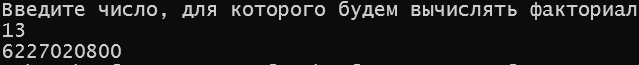 Введите число, для которого будем вычислять факториал
13
6227020800